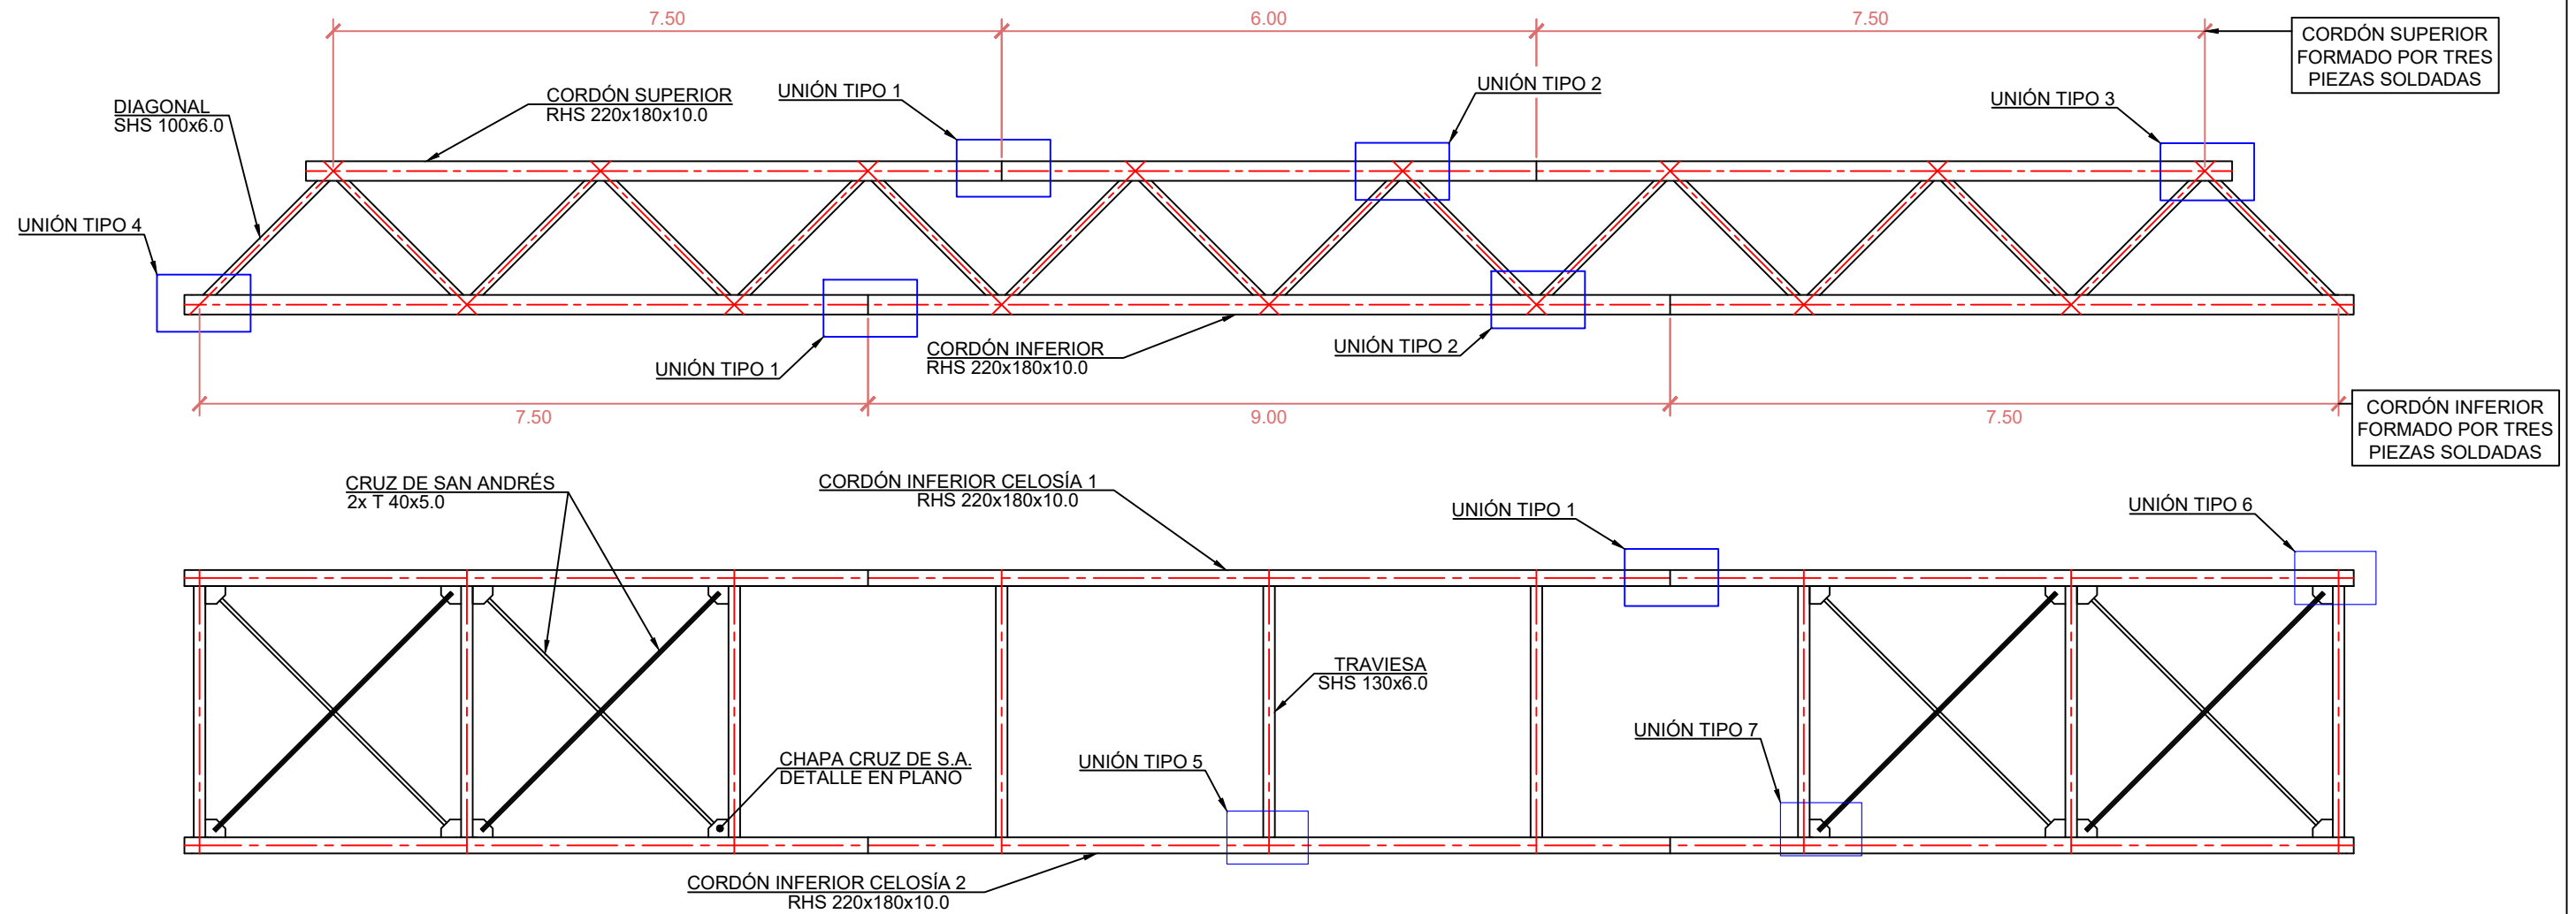 7.50
6.00
7.50
CORDÓN SUPERIOR
FORMADO POR TRES
PIEZAS SOLDADAS
DIAGONAL
SHS 100x6.0
CORDÓN SUPERIOR
RHS 220x180x10.0
UNIÓN TIPO 1
UNIÓN TIPO 2
UNIÓN TIPO 3
UNIÓN TIPO 4
UNIÓN TIPO 1
CORDÓN INFERIOR
RHS 220x180x10.0
UNIÓN TIPO 2
7.50
9.00
7.50
CORDÓN INFERIOR
FORMADO POR TRES
PIEZAS SOLDADAS
CRUZ DE SAN ANDRÉS
2x T 40x5.0
CORDÓN INFERIOR CELOSÍA 1
RHS 220x180x10.0
UNIÓN TIPO 1
UNIÓN TIPO 6
TRAVIESA
SHS 130x6.0
CHAPA CRUZ DE S.A.
DETALLE EN PLANO
UNIÓN TIPO 5
UNIÓN TIPO 7
CORDÓN INFERIOR CELOSÍA 2
RHS 220x180x10.0